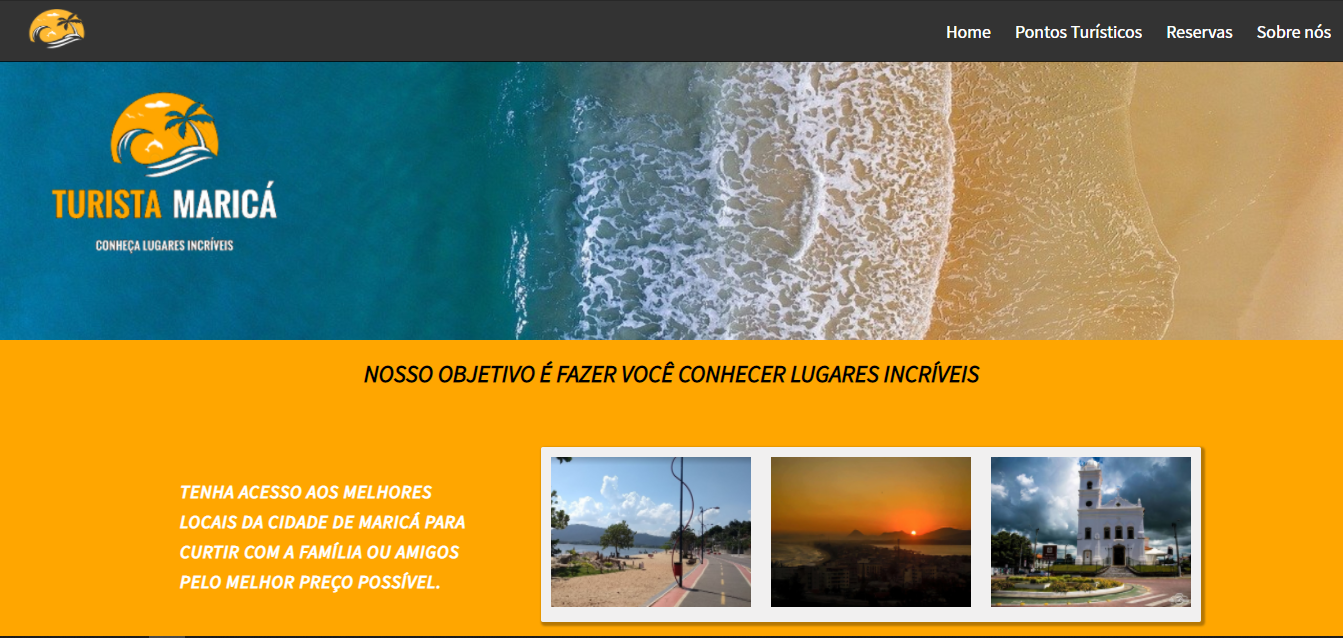 Home Pontos Turísticos Reservas Sobre nós
TURISTA MARICÁ
CONHEÇA LUGARES INCRÍVEIS
NOSSO OBJETIVO É FAZER VOCÊ CONHECER LUGARES INCRÍVEIS
TENHA ACESSO AOS MELHORES
LOCAIS DA CIDADE DE MARICÁ PARA
CURTIR COM A FAMÍLIA OU AMIGOS
PELO MELHOR PREÇO POSSÍVEL.